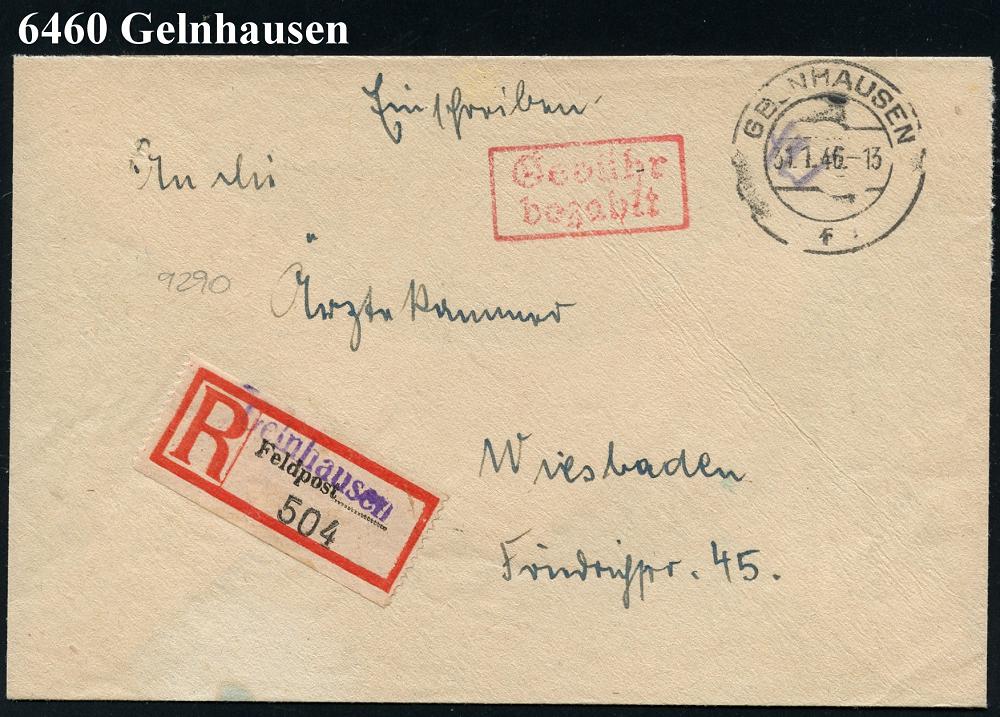 6460 Gelnhausen
Einschreiben
GELNHAUSEN
31.1.46.-13
f
An die
Gebühr
bezahlt
9290
Ärztekammer
R
Gelnhausen
Feldpost
504
Wiesbaden
Friedrichstr. 45.